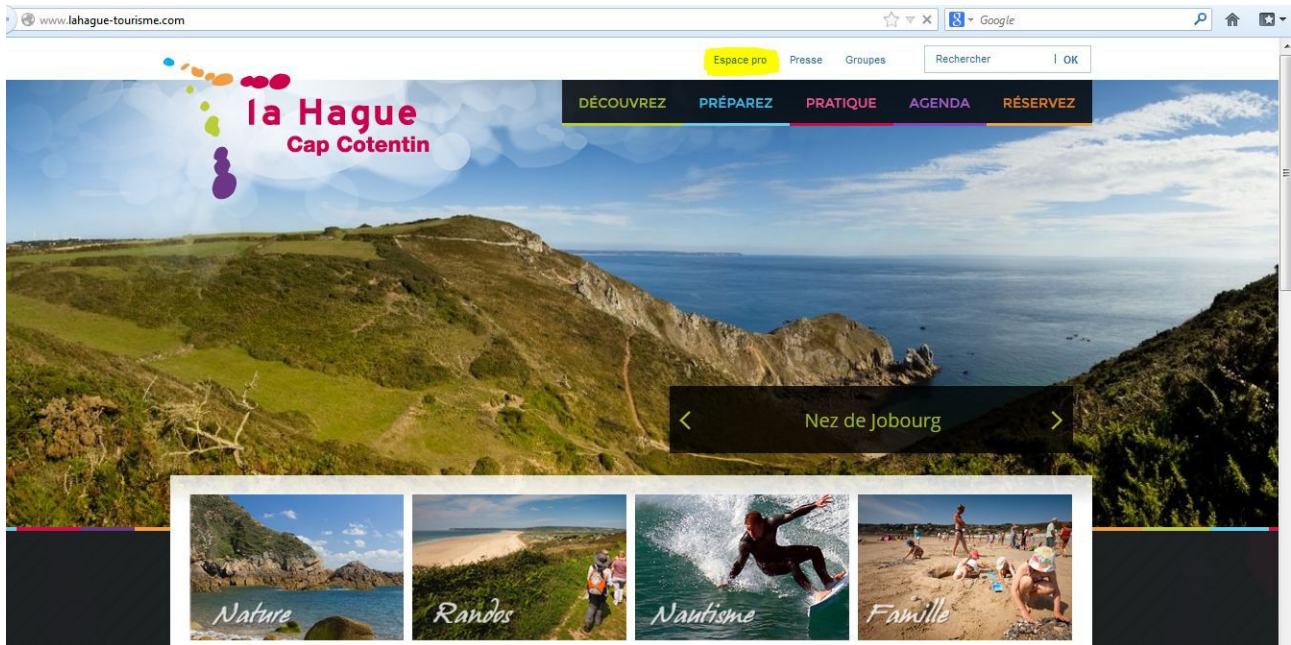 www.lahague-tourisme.com
Google
Espace pro Presse Groupes Rechercher OK
la Hague
Cap Cotentin
DÉCOUVREZ PRÉPAREZ PRATIQUE AGENDA RÉSERVEZ
Nez de Jobourg
Nature Randos Nautisme Famille